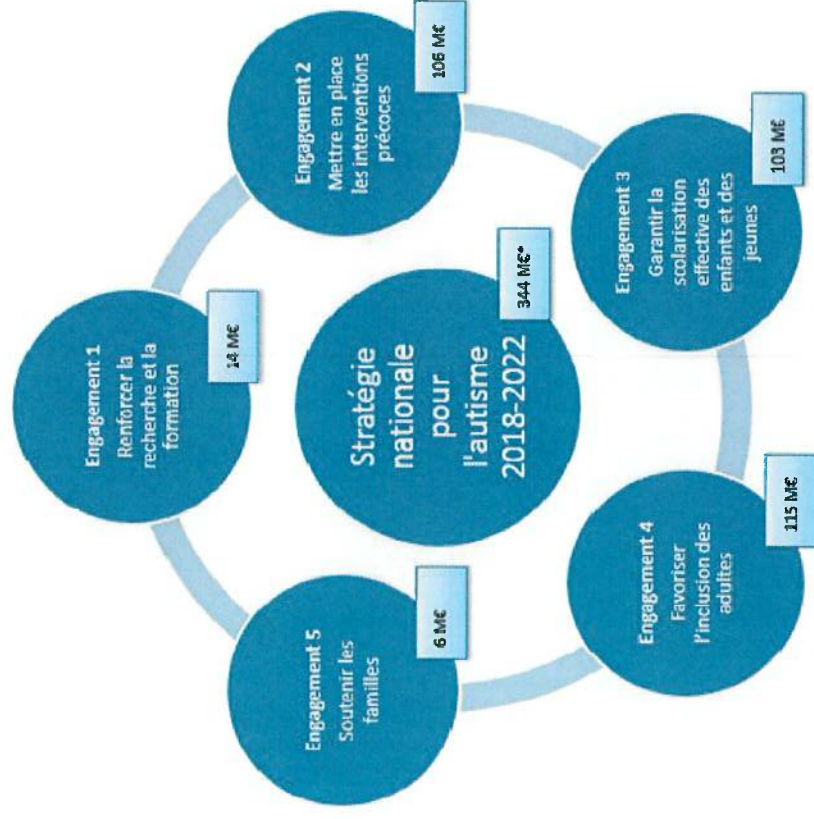 Engagement 1
Renforcer la
recherche et la
formation
14 M€
Engagement 2
Mettre en place
les interventions
précoces
106 M€
Engagement 3
Garantir la
scolarisation
effective des
enfants et des
jeunes
103 M€
Engagement 4
Favoriser
l'inclusion des
adultes
115 M€
Engagement 5
Soutenir les
familles
6 M€
Stratégie
nationale
pour
l'autisme
2018-2022
344 M€*